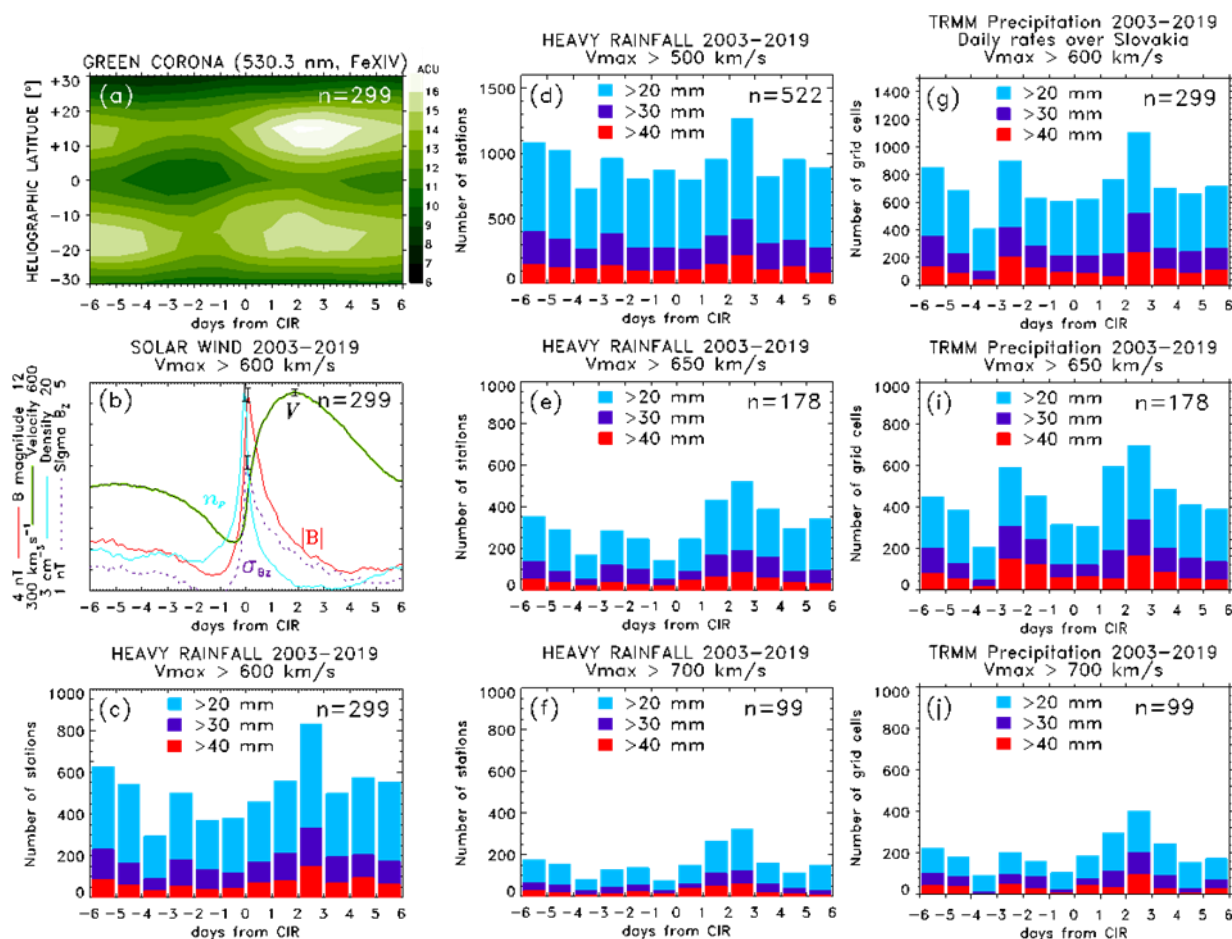 GREEN CORONA (530.3 nm, FeXIV)
ACU
(a)
n=299
+30
+20
+10
0
-10
-20
-30
HELIOGRAPHIC LATITUDE [°]
16
15
14
13
12
11
10
9
8
7
6
-6 -5 -4 -3 -2 -1 0 1 2 3 4 5 6
days from CIR
SOLAR WIND 2003-2019
Vmax > 600 km/s
(b)
n=299
V
|B|
4 nT B magnitude 12
300 km s⁻¹ Velocity 600
3 cm⁻³ Density 20
1 nT Sigma Bz 5
-6 -5 -4 -3 -2 -1 0 1 2 3 4 5 6
days from CIR
HEAVY RAINFALL 2003-2019
Vmax > 600 km/s
(c)
n=299
>20 mm
>30 mm
>40 mm
Number of stations
1000
800
600
400
200
0
-6 -5 -4 -3 -2 -1 0 1 2 3 4 5 6
days from CIR
HEAVY RAINFALL 2003-2019
Vmax > 500 km/s
(d)
n=522
>20 mm
>30 mm
>40 mm
Number of stations
1500
1000
500
0
-6 -5 -4 -3 -2 -1 0 1 2 3 4 5 6
days from CIR
HEAVY RAINFALL 2003-2019
Vmax > 650 km/s
(e)
n=178
>20 mm
>30 mm
>40 mm
Number of stations
1000
800
600
400
200
0
-6 -5 -4 -3 -2 -1 0 1 2 3 4 5 6
days from CIR
HEAVY RAINFALL 2003-2019
Vmax > 700 km/s
(f)
n=99
>20 mm
>30 mm
>40 mm
Number of stations
1000
800
600
400
200
0
-6 -5 -4 -3 -2 -1 0 1 2 3 4 5 6
days from CIR
TRMM Precipitation 2003-2019
Daily rates over Slovakia
Vmax > 600 km/s
(g)
n=299
>20 mm
>30 mm
>40 mm
Number of grid cells
1400
1200
1000
800
600
400
200
0
-6 -5 -4 -3 -2 -1 0 1 2 3 4 5 6
days from CIR
TRMM Precipitation 2003-2019
Vmax > 650 km/s
(i)
n=178
>20 mm
>30 mm
>40 mm
Number of grid cells
1000
800
600
400
200
0
-6 -5 -4 -3 -2 -1 0 1 2 3 4 5 6
days from CIR
TRMM Precipitation 2003-2019
Vmax > 700 km/s
(j)
n=99
>20 mm
>30 mm
>40 mm
Number of grid cells
1000
800
600
400
200
0
-6 -5 -4 -3 -2 -1 0 1 2 3 4 5 6
days from CIR